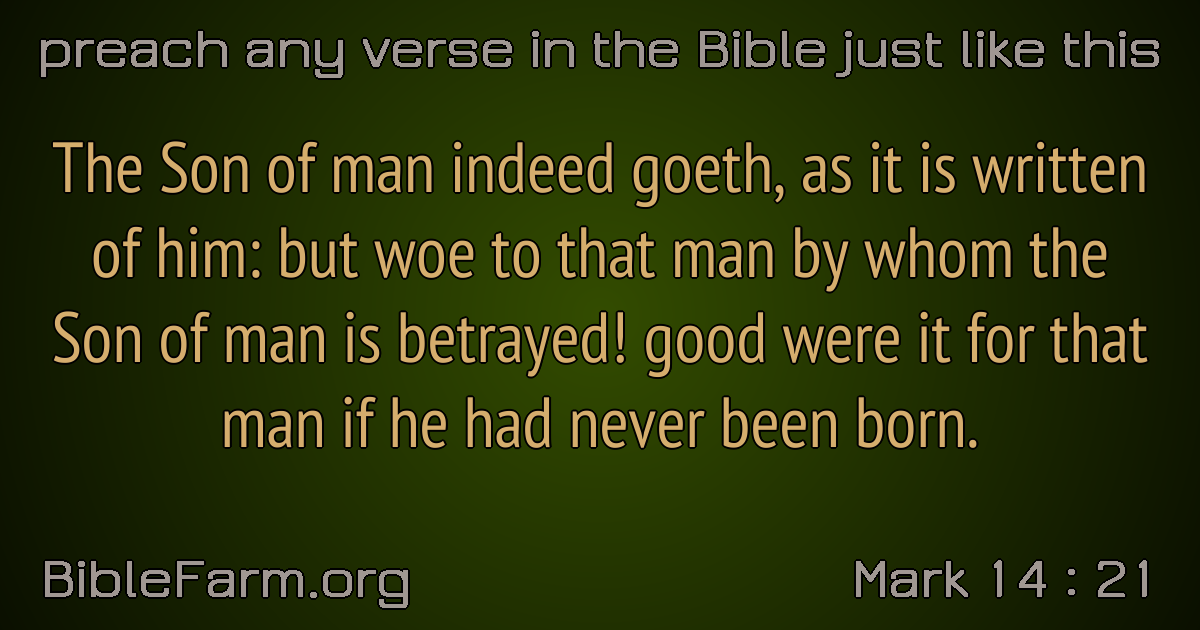 preach any verse in the Bible just like this
The Son of man indeed goeth, as it is written
of him: but woe to that man by whom the
Son of man is betrayed! good were it for that
man if he had never been born.
BibleFarm.org
Mark 14 : 21